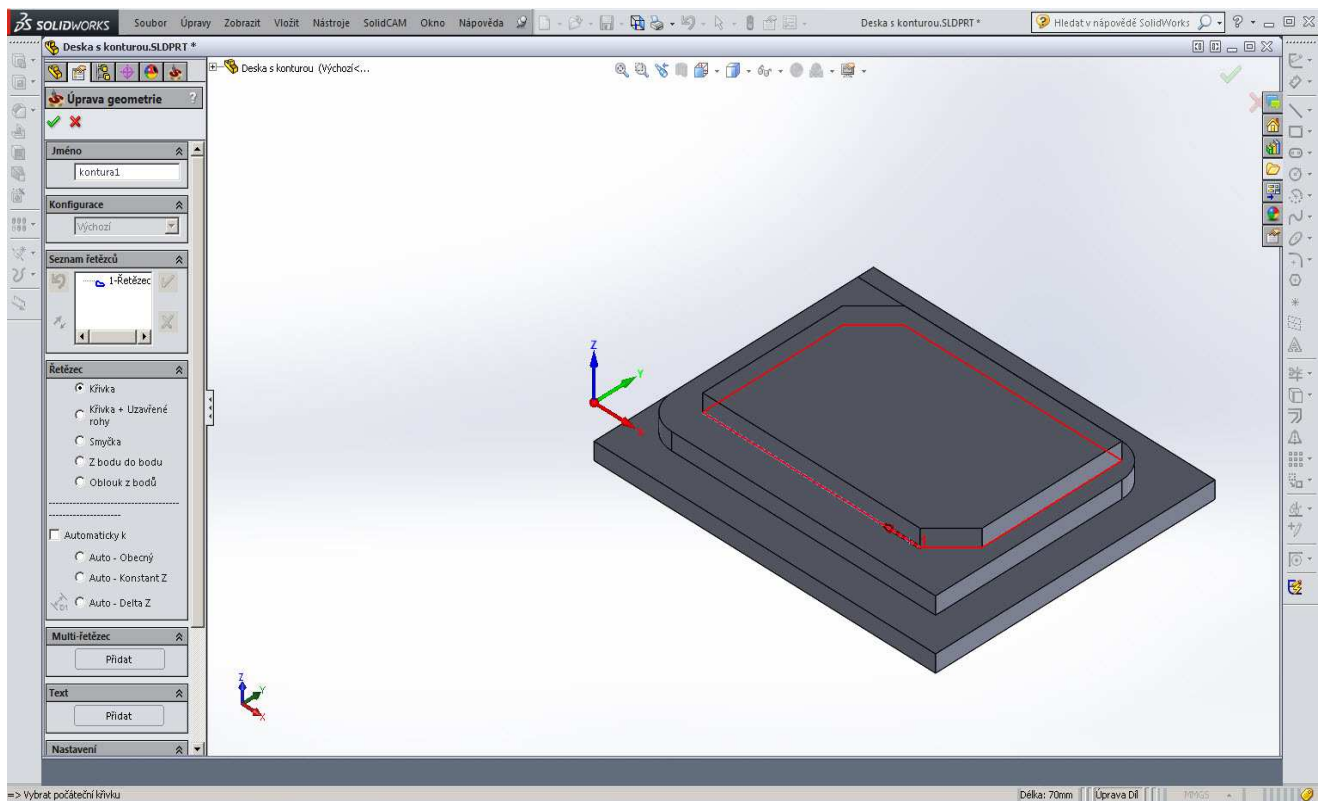 SOLIDWORKS Soubor Úpravy Zobrazit Vložit Nástroje SolidCAM Okno Nápověda Deska s konturou.SLDPRT * Hledat v nápovědě SolidWorks
Deska s konturou.SLDPRT *
Deska s konturou (Výchozí<...
Úprava geometrie ?
Jméno
kontura1
Konfigurace
Výchozí
Seznam řetězců
1-Řetězec
Řetězec
Křivka
Křivka + Uzavřené
rohy
Smyčka
Z bodu do bodu
Oblouk z bodů
Automaticky k
Auto - Obecný
Auto - Konstant Z
Auto - Delta Z
Multi-řetězec
Přidat
Text
Přidat
Nastavení
Z
Y
X
Z
Y
X
=> Vybrat počáteční křivku Délka: 70mm Úprava Díl MMGS